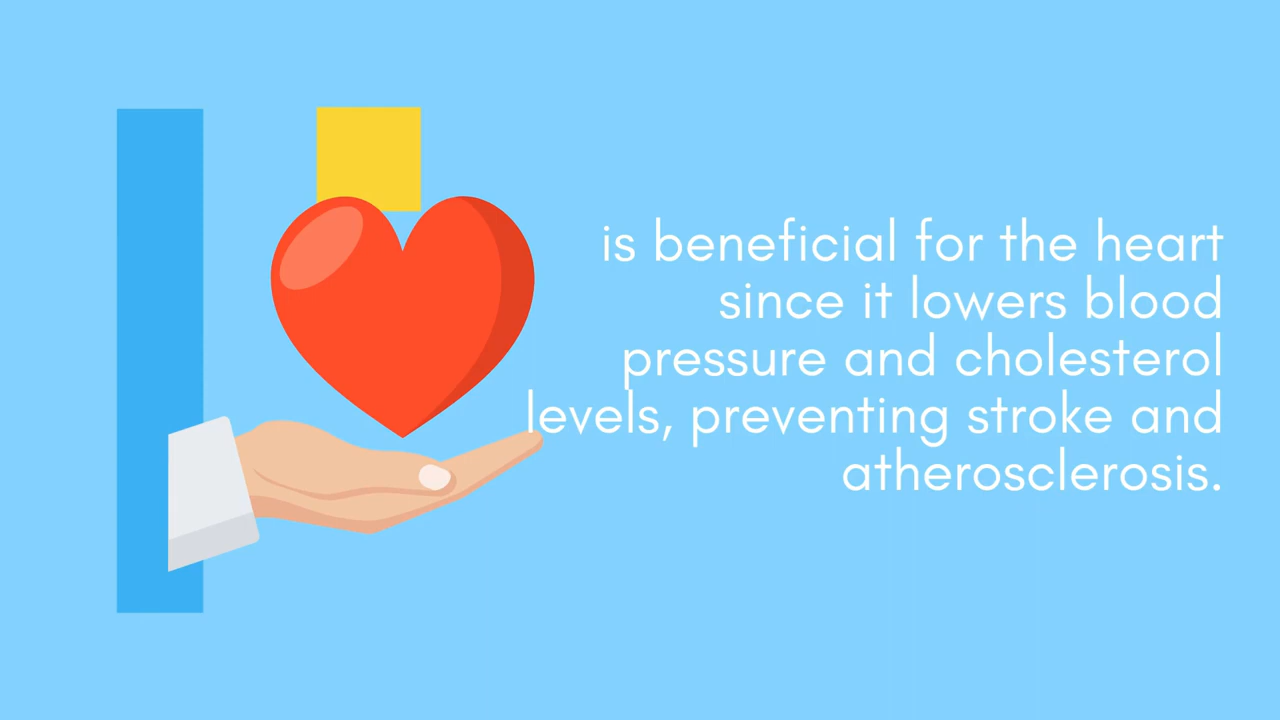 is beneficial for the heart
since it lowers blood
pressure and cholesterol
levels, preventing stroke and
atherosclerosis.